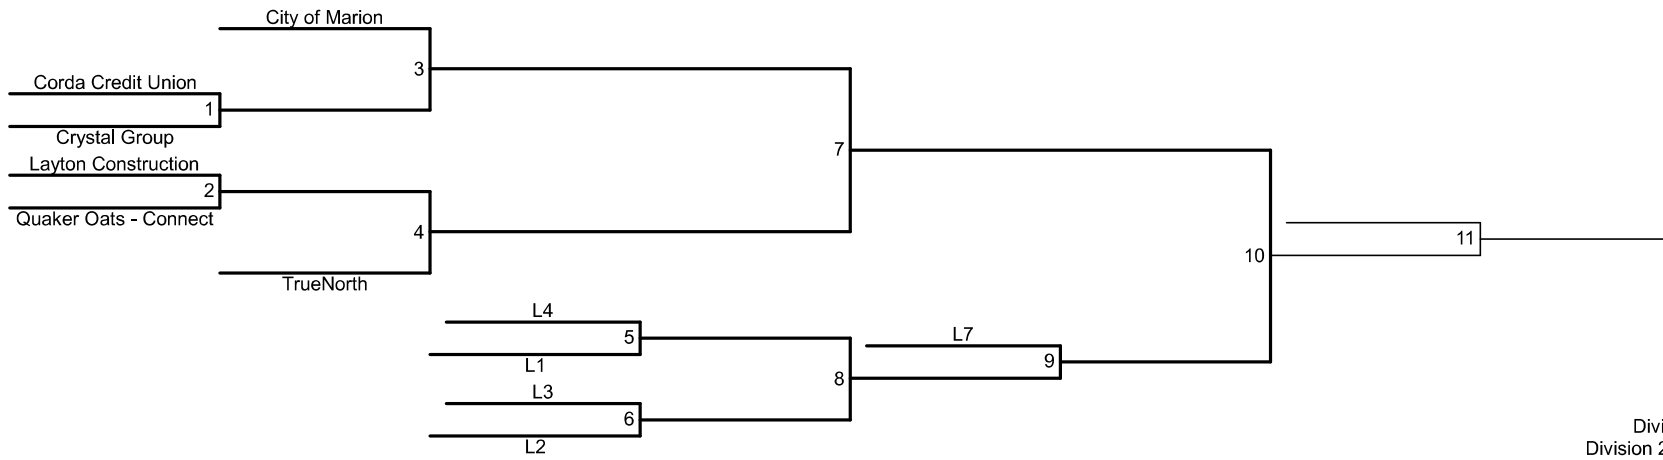 City of Marion
3
Corda Credit Union
1
Crystal Group
7
Layton Construction
2
Quaker Oats - Connect
4
11
10
TrueNorth
L4
5
L7
L1
9
8
L3
6
Divi
L2
Division 2